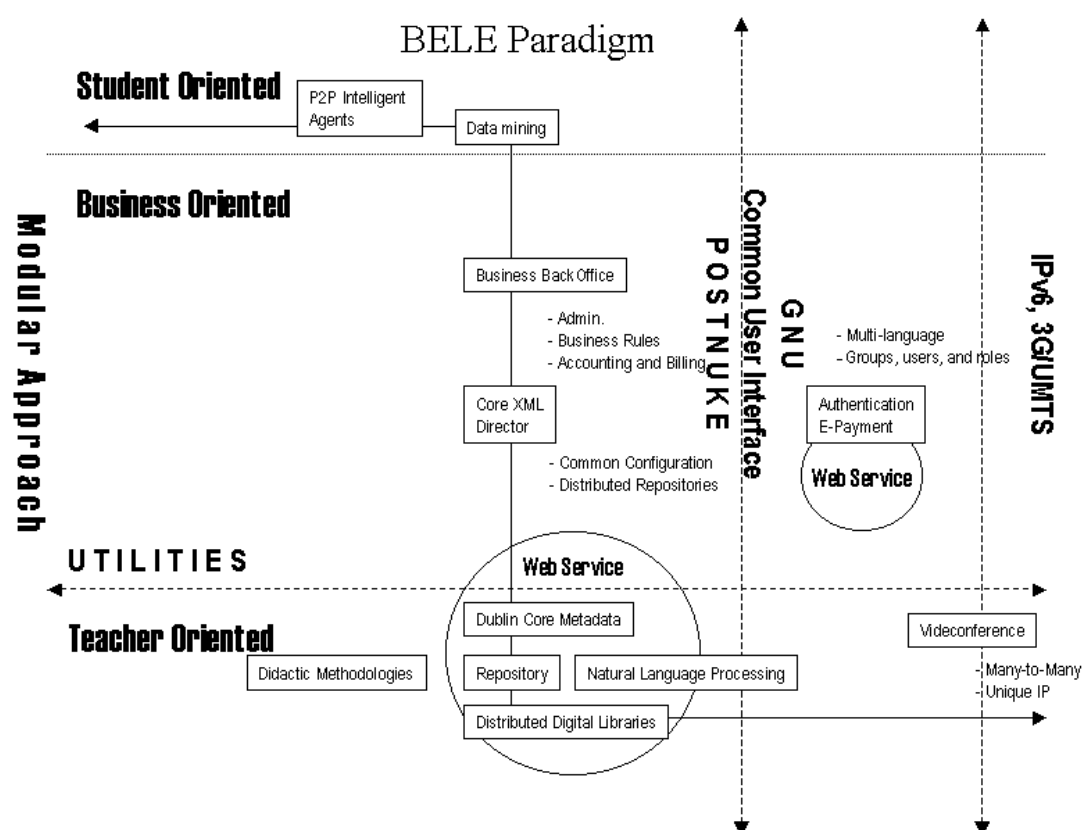 BELE Paradigm
Student Oriented
P2P Intelligent
Agents
Data mining
Business Oriented
Modular Approach
Business Back Office
- Admin.
- Business Rules
- Accounting and Billing
POSTNUKE
Common User Interface
GNU
- Multi-language
- Groups, users, and roles
IPv6, 3G/UMTS
Core XML
Director
- Common Configuration
- Distributed Repositories
Authentication
E-Payment
Web Service
UTILITIES
Web Service
Teacher Oriented
Dublin Core Metadata
Videconference
- Many-to-Many
- Unique IP
Didactic Methodologies
Repository
Natural Language Processing
Distributed Digital Libraries